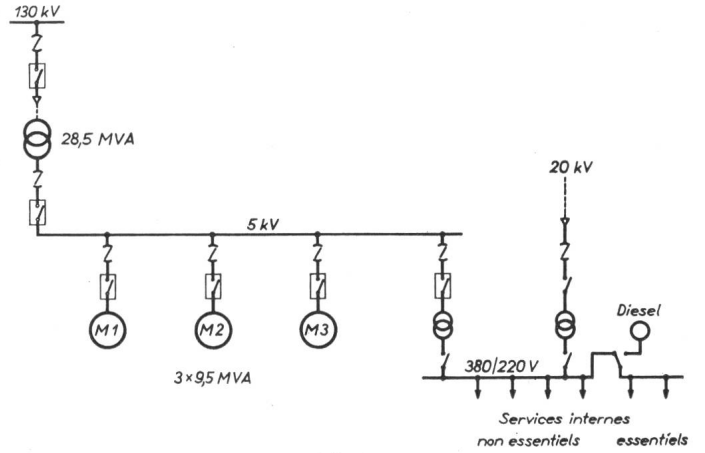 130 kV
28,5 MVA
20 kV
5 kV
Diesel
M1 M2 M3
380/220 V
3×9,5 MVA
Services internes
non essentiels essentiels